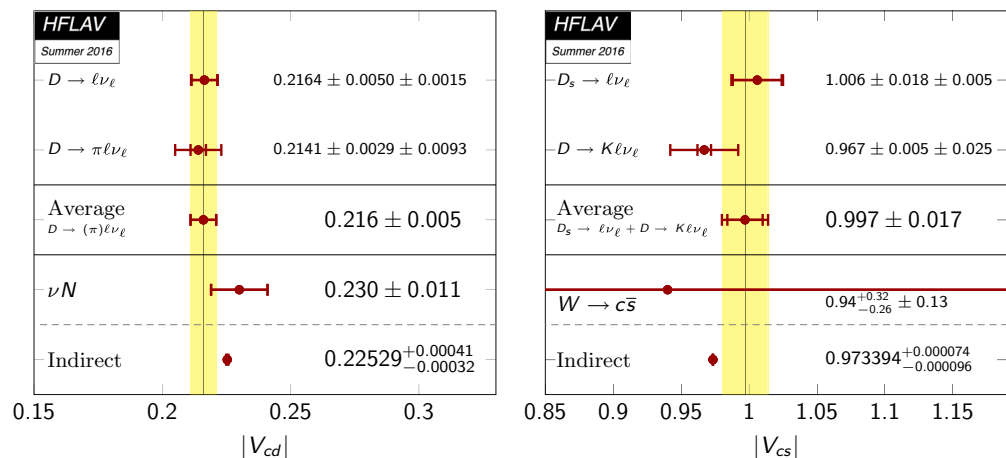 HFLAV
Summer 2016
D → ℓν_ℓ 0.2164 ± 0.0050 ± 0.0015
D → πℓν_ℓ 0.2141 ± 0.0029 ± 0.0093
Average
D → (π)ℓν_ℓ 0.216 ± 0.005
νN 0.230 ± 0.011
Indirect 0.22529^{+0.00041}_{−0.00032}
0.15 0.2 0.25 0.3
|V_{cd}|
HFLAV
Summer 2016
D_s → ℓν_ℓ 1.006 ± 0.018 ± 0.005
D → Kℓν_ℓ 0.967 ± 0.005 ± 0.025
Average
D_s → ℓν_ℓ + D → Kℓν_ℓ 0.997 ± 0.017
W → cs̅ 0.94^{+0.32}_{−0.26} ± 0.13
Indirect 0.973394^{+0.000074}_{−0.000096}
0.85 0.9 0.95 1 1.05 1.1 1.15
|V_{cs}|